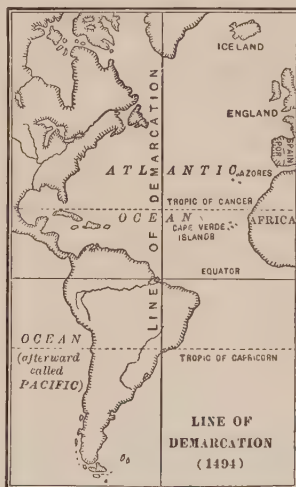 ICELAND
ENGLAND
SPAIN
POR.
LINE OF DEMARCATION
ATLANTIC
AZORES
TROPIC OF CANCER
OCEAN
AFRICA
CAPE VERDE
ISLANDS
EQUATOR
OCEAN
(afterward
called
PACIFIC)
TROPIC OF CAPRICORN
LINE OF
DEMARCATION
(1494)